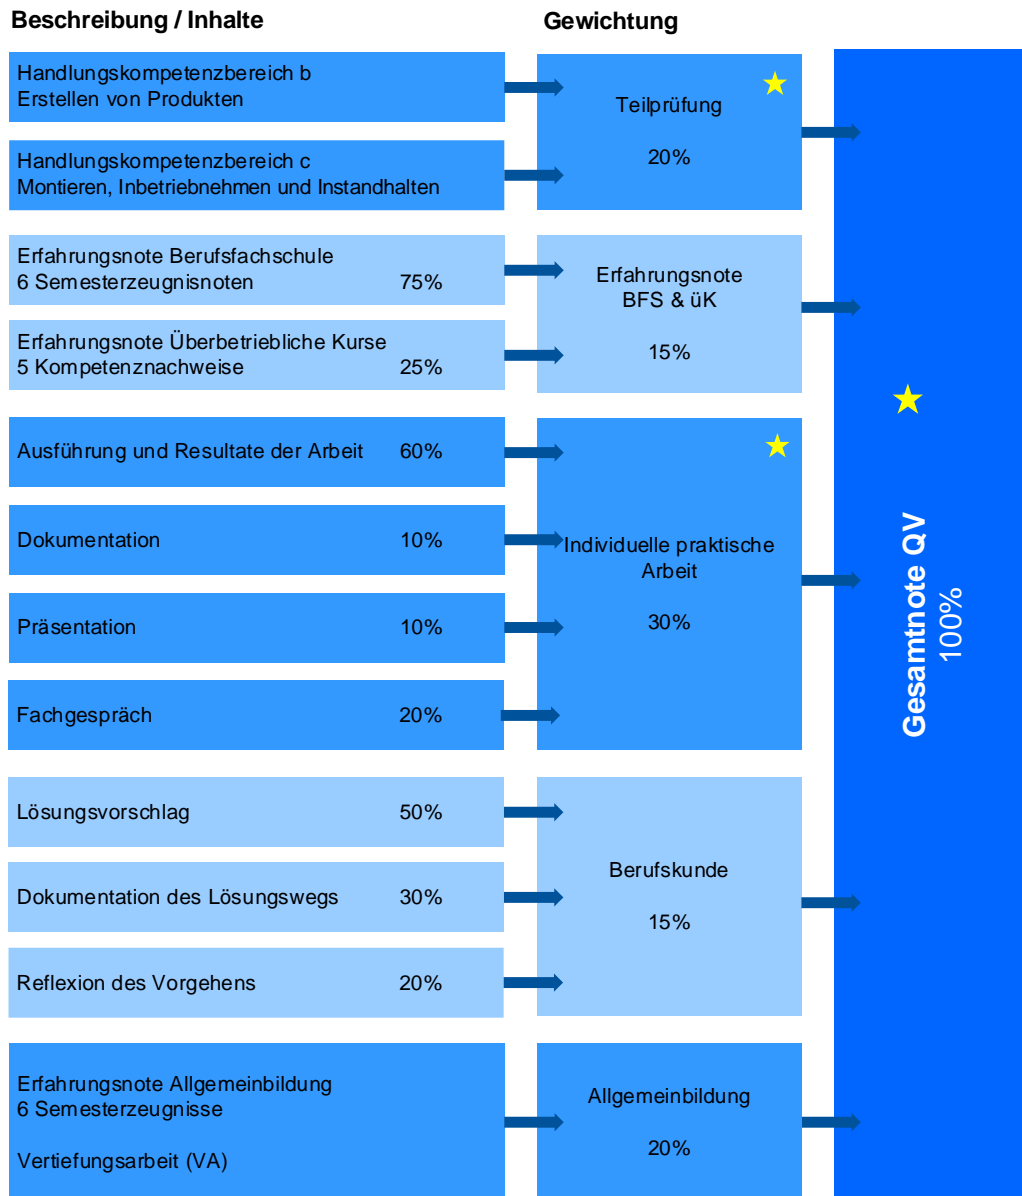 Beschreibung / Inhalte
Gewichtung
Handlungskompetenzbereich b
Erstellen von Produkten
Handlungskompetenzbereich c
Montieren, Inbetriebnehmen und Instandhalten
Teilprüfung
20%
Erfahrungsnote Berufsfachschule
6 Semesterzeugnisnoten 75%
Erfahrungsnote Überbetriebliche Kurse
5 Kompetenznachweise 25%
Erfahrungsnote
BFS & üK
15%
Ausführung und Resultate der Arbeit 60%
Dokumentation 10%
Präsentation 10%
Fachgespräch 20%
Individuelle praktische
Arbeit
30%
Lösungsvorschlag 50%
Dokumentation des Lösungswegs 30%
Reflexion des Vorgehens 20%
Berufskunde
15%
Erfahrungsnote Allgemeinbildung
6 Semesterzeugnisse
Vertiefungsarbeit (VA)
Allgemeinbildung
20%
Gesamtnote QV
100%